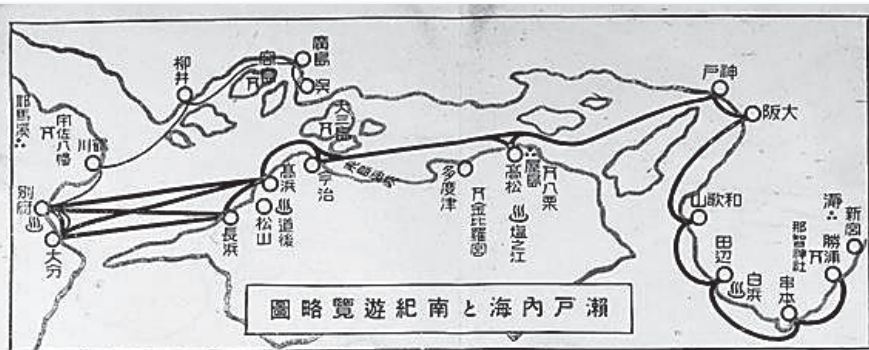 瀬戸内海と南紀遊覽略圖
廣島
宮島
呉
柳井
大三島
神戸
大阪
耶馬溪
宇佐八幡
鶴川
別府
大分
高浜
松山
道後
長浜
今治
多度津
金比羅宮
高松
屋島
八栗
塩之江
和歌山
田辺
白浜
串本
那智神社
勝浦
瀞
新宮